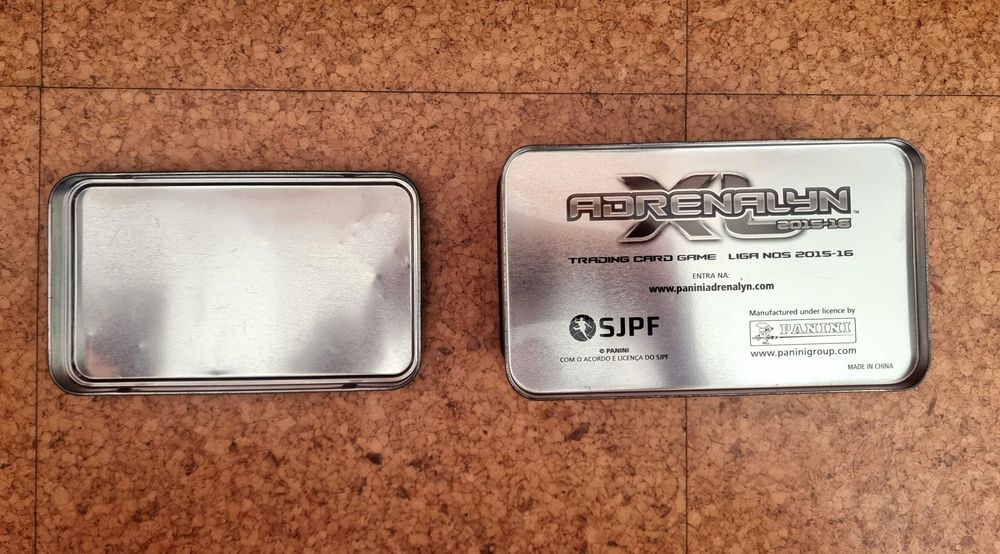 ADRENALYN XL™
2015-16
TRADING CARD GAME LIGA NOS 2015-16
ENTRA NA:
www.paniniadrenalyn.com
SJPF
© PANINI
COM O ACORDO E LICENÇA DO SJPF
Manufactured under licence by
PANINI
www.paninigroup.com
MADE IN CHINA